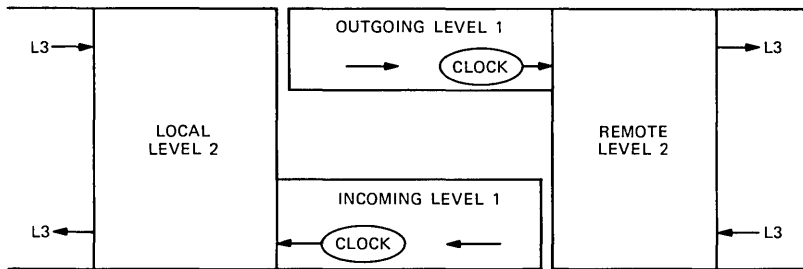 OUTGOING LEVEL 1
L3
CLOCK
L3
LOCAL
LEVEL 2
REMOTE
LEVEL 2
INCOMING LEVEL 1
L3
CLOCK
L3